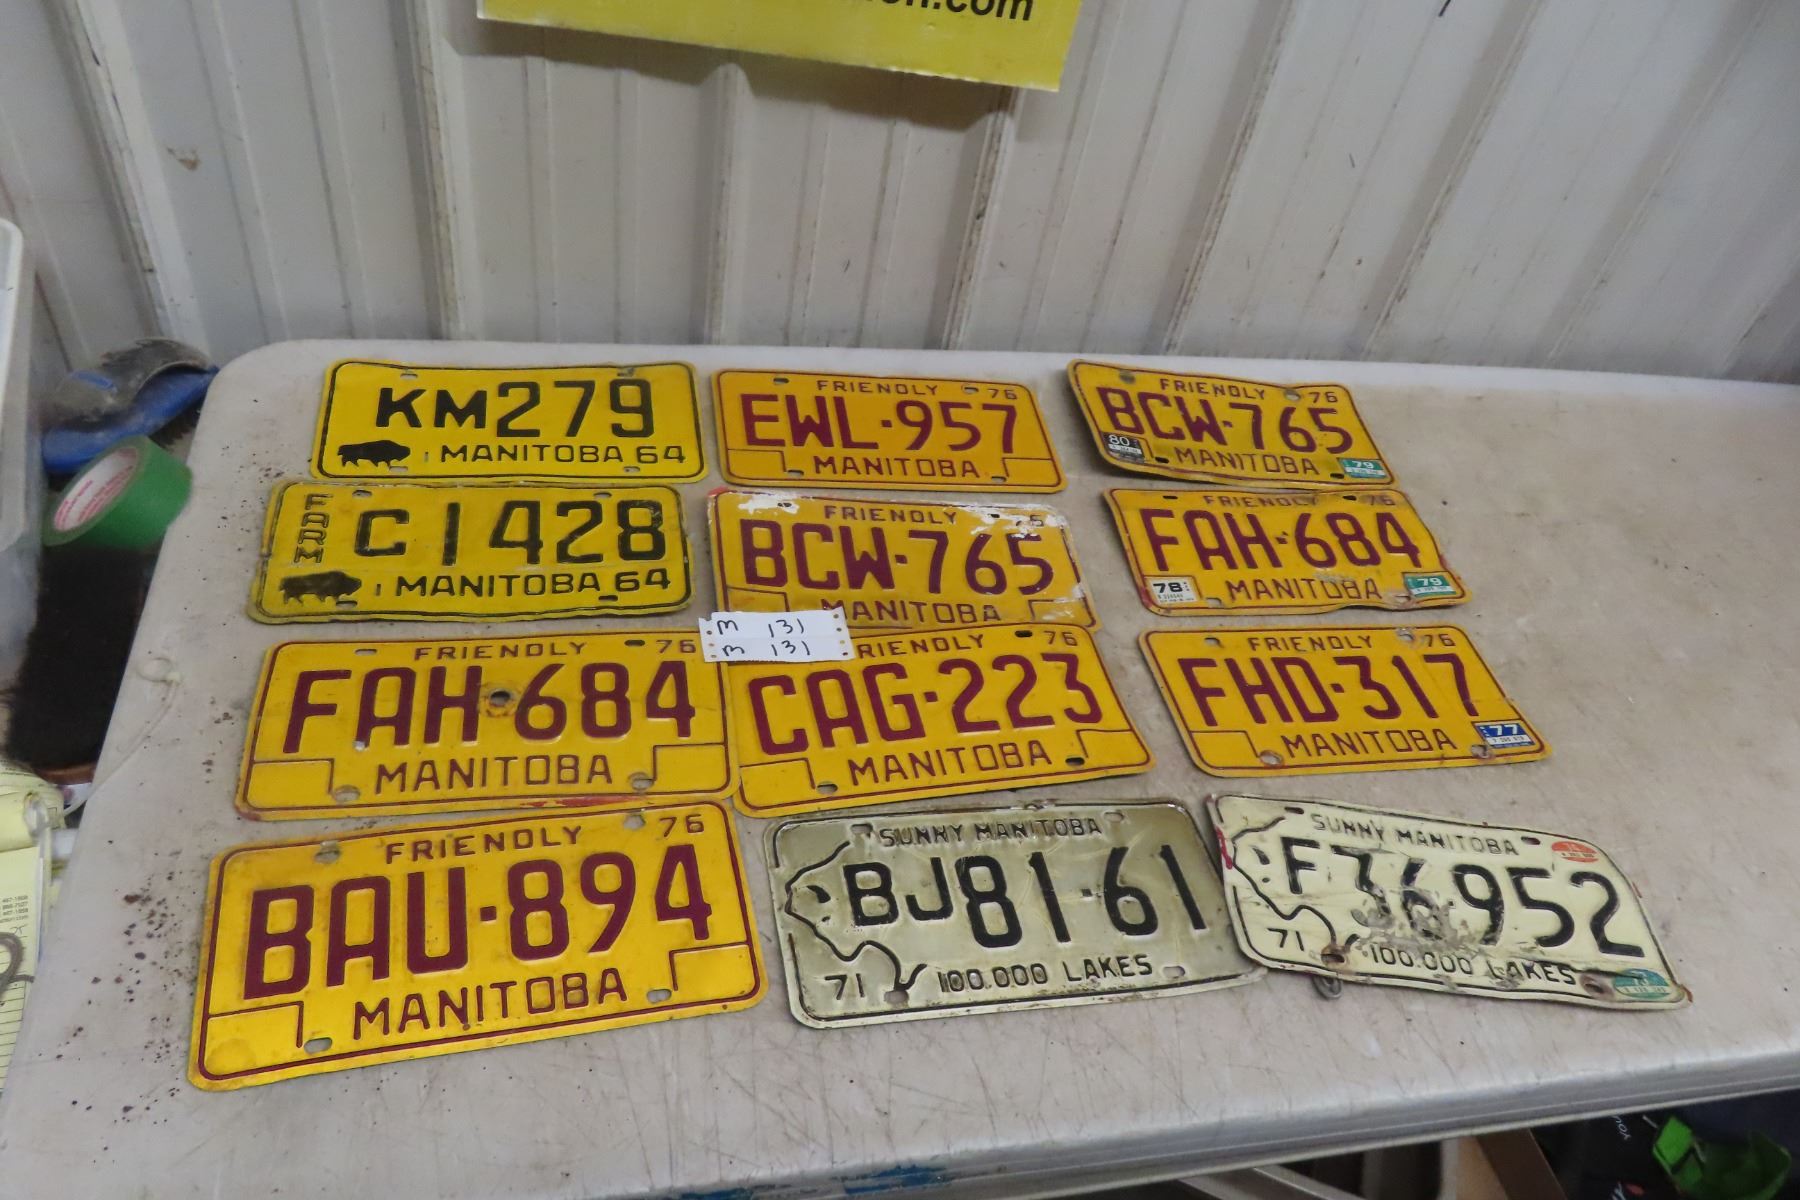 .com
KM279
MANITOBA 64
FRIENDLY 76
EWL·957
MANITOBA
FRIENDLY 76
BCW·765
80
MANITOBA
79
FARM
C1428
MANITOBA 64
FRIENDLY
BCW·765
MANITOBA
FRIENDLY 76
FAH·684
78
MANITOBA
79
M 131
M 131
FRIENDLY 76
FAH·684
MANITOBA
FRIENDLY 76
CAG·223
MANITOBA
FRIENDLY 76
FHD·317
77
MANITOBA
FRIENDLY 76
BAU·894
MANITOBA
SUNNY MANITOBA
BJ81·61
71 100.000 LAKES
SUNNY MANITOBA
F36·952
71 100.000 LAKES